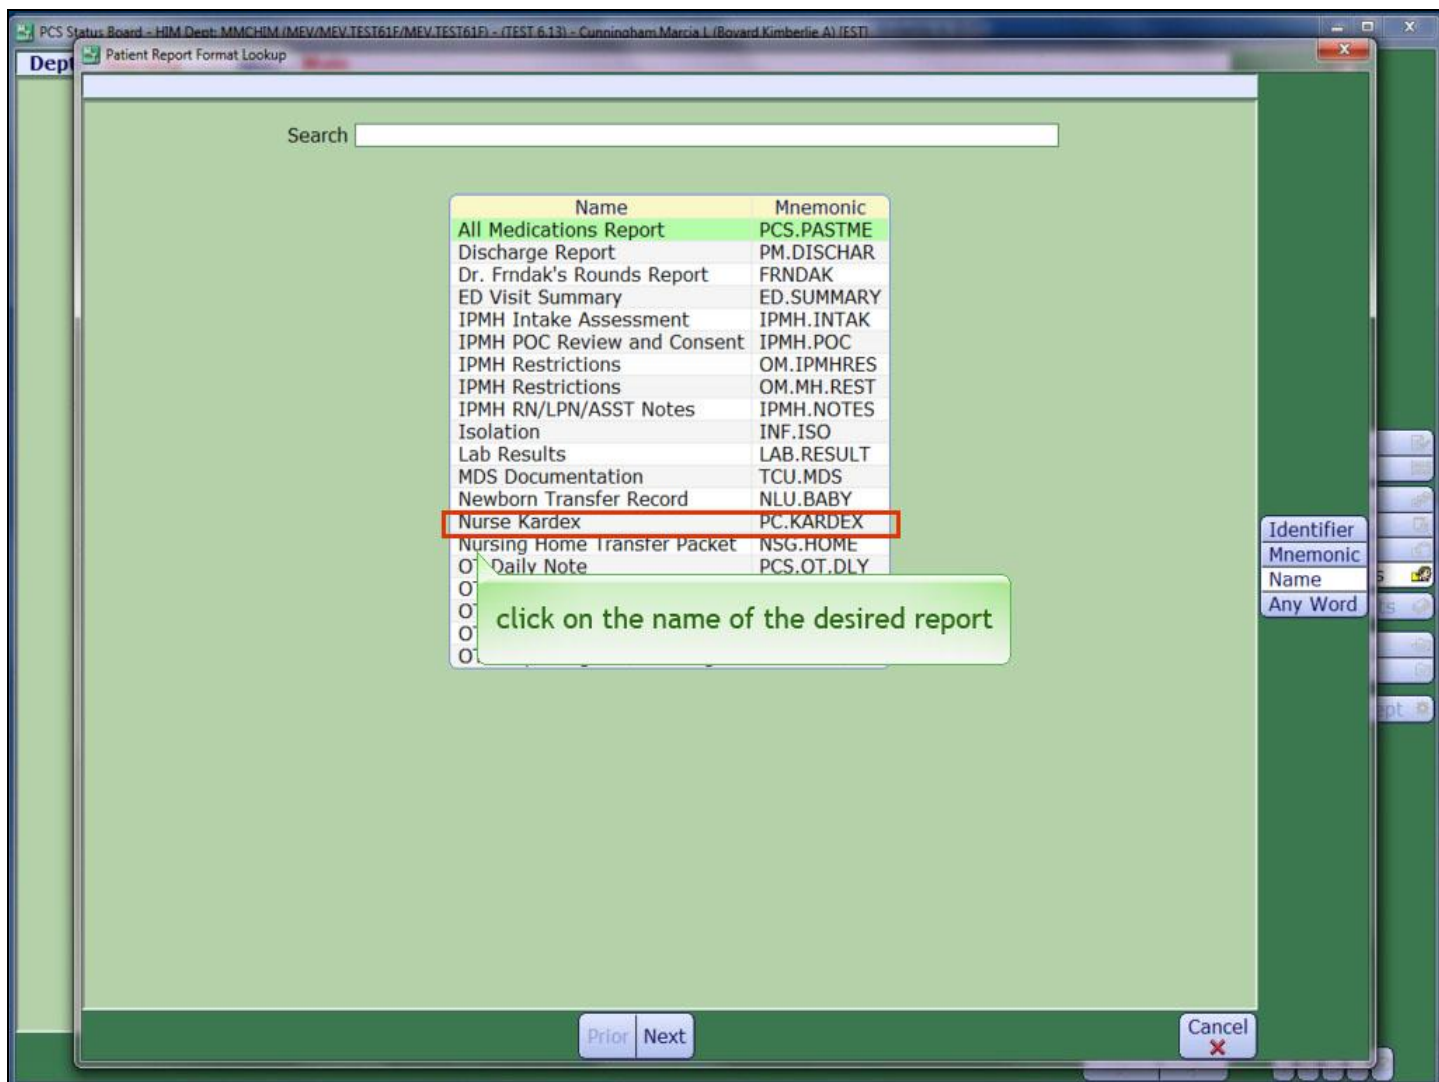 PCS Status Board - HIM Dept: MMCHIM (MEV/MEV.TEST61F/MEV.TEST61F) - (TEST 6.13) - Cunningham Marcia L (Bovard Kimberlie A) [EST]
Dept
Patient Report Format Lookup
Search
Name Mnemonic
All Medications Report PCS.PASTME
Discharge Report PM.DISCHAR
Dr. Frndak's Rounds Report FRNDAK
ED Visit Summary ED.SUMMARY
IPMH Intake Assessment IPMH.INTAK
IPMH POC Review and Consent IPMH.POC
IPMH Restrictions OM.IPMHRES
IPMH Restrictions OM.MH.REST
IPMH RN/LPN/ASST Notes IPMH.NOTES
Isolation INF.ISO
Lab Results LAB.RESULT
MDS Documentation TCU.MDS
Newborn Transfer Record NLU.BABY
Nurse Kardex PC.KARDEX
Nursing Home Transfer Packet NSG.HOME
OT Daily Note PCS.OT.DLY
click on the name of the desired report
Identifier
Mnemonic
Name
Any Word
Prior Next
Cancel